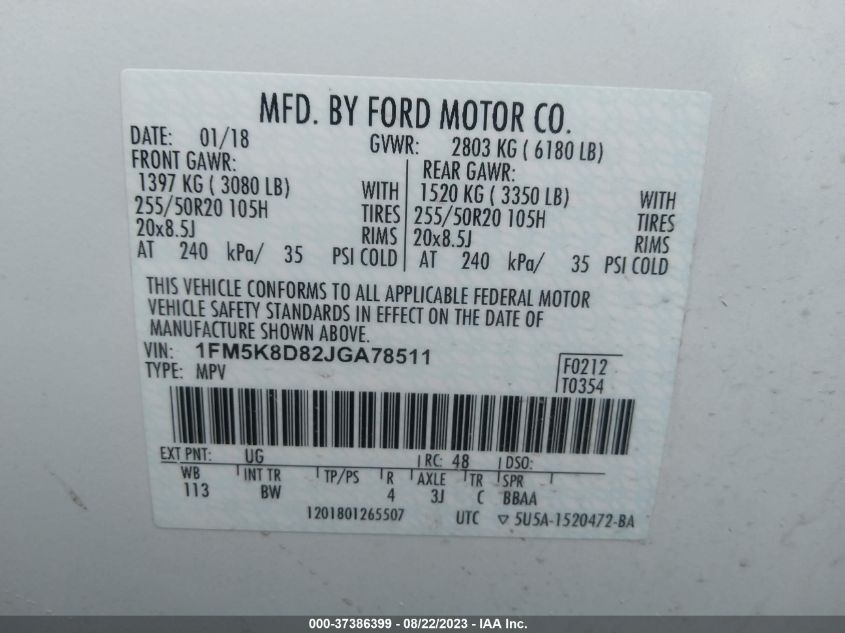 MFD. BY FORD MOTOR CO.
DATE: 01/18 GVWR: 2803 KG ( 6180 LB)
FRONT GAWR: REAR GAWR:
1397 KG ( 3080 LB) WITH 1520 KG ( 3350 LB) WITH
255/50R20 105H TIRES 255/50R20 105H TIRES
20x8.5J RIMS 20x8.5J RIMS
AT 240 kPa/ 35 PSI COLD AT 240 kPa/ 35 PSI COLD
THIS VEHICLE CONFORMS TO ALL APPLICABLE FEDERAL MOTOR
VEHICLE SAFETY STANDARDS IN EFFECT ON THE DATE OF
MANUFACTURE SHOWN ABOVE.
VIN: 1FM5K8D82JGA78511
TYPE: MPV
F0212
T0354
EXT PNT: UG RC: 48 DSO:
WB INT TR TP/PS R AXLE TR SPR
113 BW 4 3J C BBAA
1201801265507 UTC ▽ 5U5A-1520472-BA
000-37386399 / 08/22/2023 - IAA Inc.